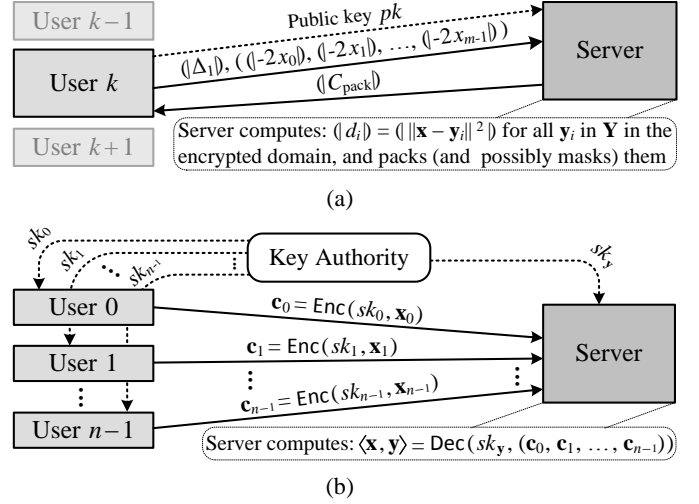 User k−1
Public key pk
User k
(|Δ₁|), ((|-2x₀|), (|-2x₁|), …, (|-2xₘ₋₁|))
Server
(|C_pack|)
User k+1
Server computes: (|dᵢ|) = (| ||x − yᵢ||² |) for all yᵢ in Y in the
encrypted domain, and packs (and possibly masks) them
(a)
sk₀
sk₁
⋯
skₙ₋₁
⋮
Key Authority
sk_y
User 0
c₀ = Enc(sk₀, x₀)
User 1
c₁ = Enc(sk₁, x₁)
Server
⋮
⋮
⋮
⋮
cₙ₋₁ = Enc(skₙ₋₁, xₙ₋₁)
User n−1
Server computes: ⟨x, y⟩ = Dec(sk_y, (c₀, c₁, …, cₙ₋₁))
(b)